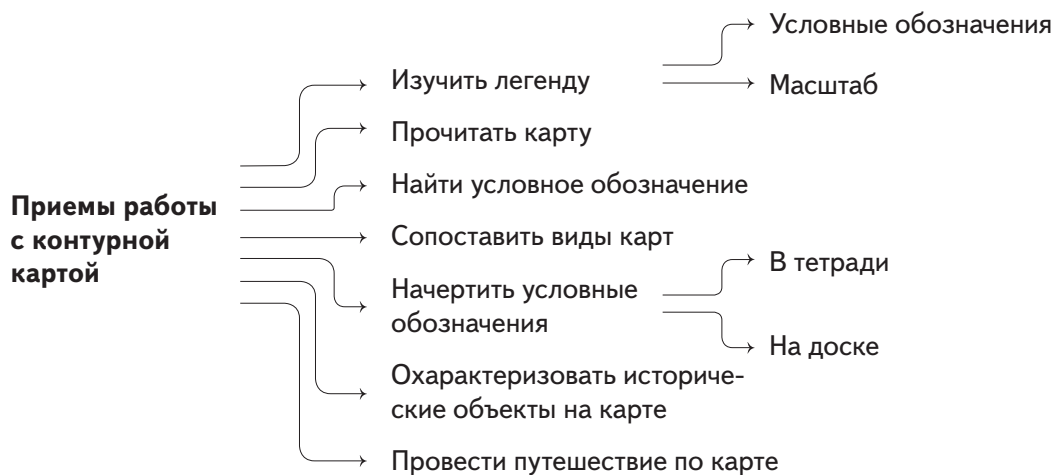 Приемы работы
с контурной
картой
Изучить легенду
Условные обозначения
Масштаб
Прочитать карту
Найти условное обозначение
Сопоставить виды карт
Начертить условные
обозначения
В тетради
На доске
Охарактеризовать историче-
ские объекты на карте
Провести путешествие по карте